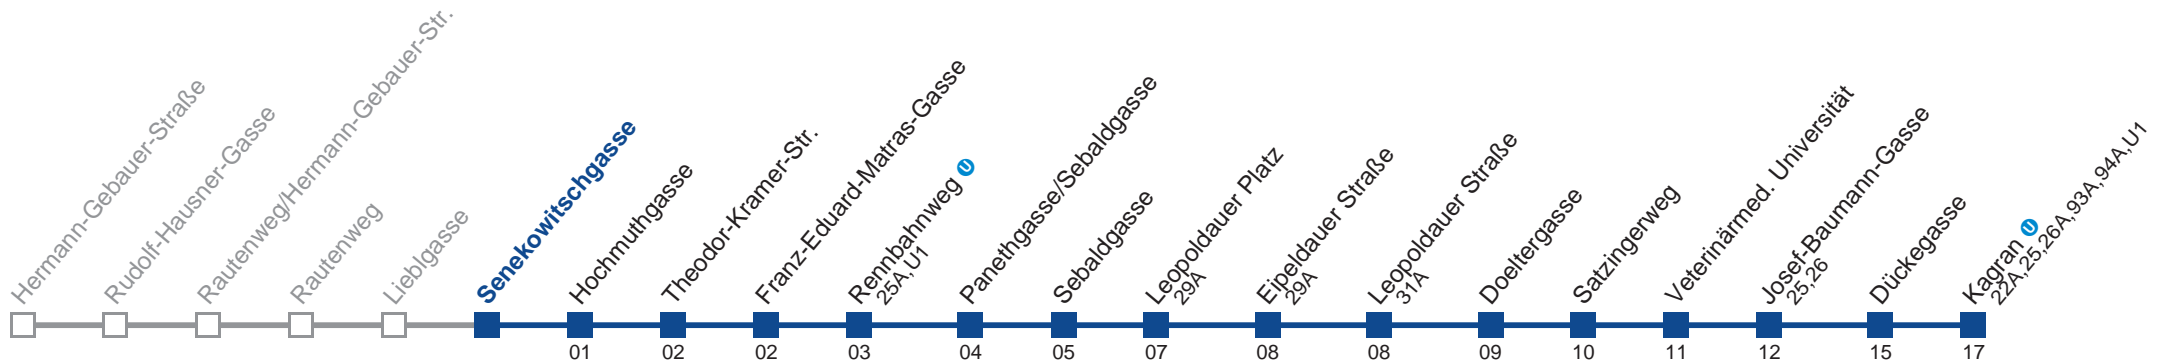 Hermann-Gebauer-Straße
Rudolf-Hausner-Gasse
Rautenweg/Hermann-Gebauer-Str.
Rautenweg
Lieblgasse
Senekowitschgasse
Hochmuthgasse
01
Theodor-Kramer-Str.
02
Franz-Eduard-Matras-Gasse
02
Rennbahnweg U
25A,U1
03
Panethgasse/Sebaldgasse
04
Sebaldgasse
05
Leopoldauer Platz
29A
07
Eipeldauer Straße
29A
08
Leopoldauer Straße
31A
08
Doeltergasse
09
Satzingerweg
10
Veterinärmed. Universität
11
Josef-Baumann-Gasse
25,26
12
Dückegasse
15
Kagran U
22A,25,26A,93A,94A,U1
17